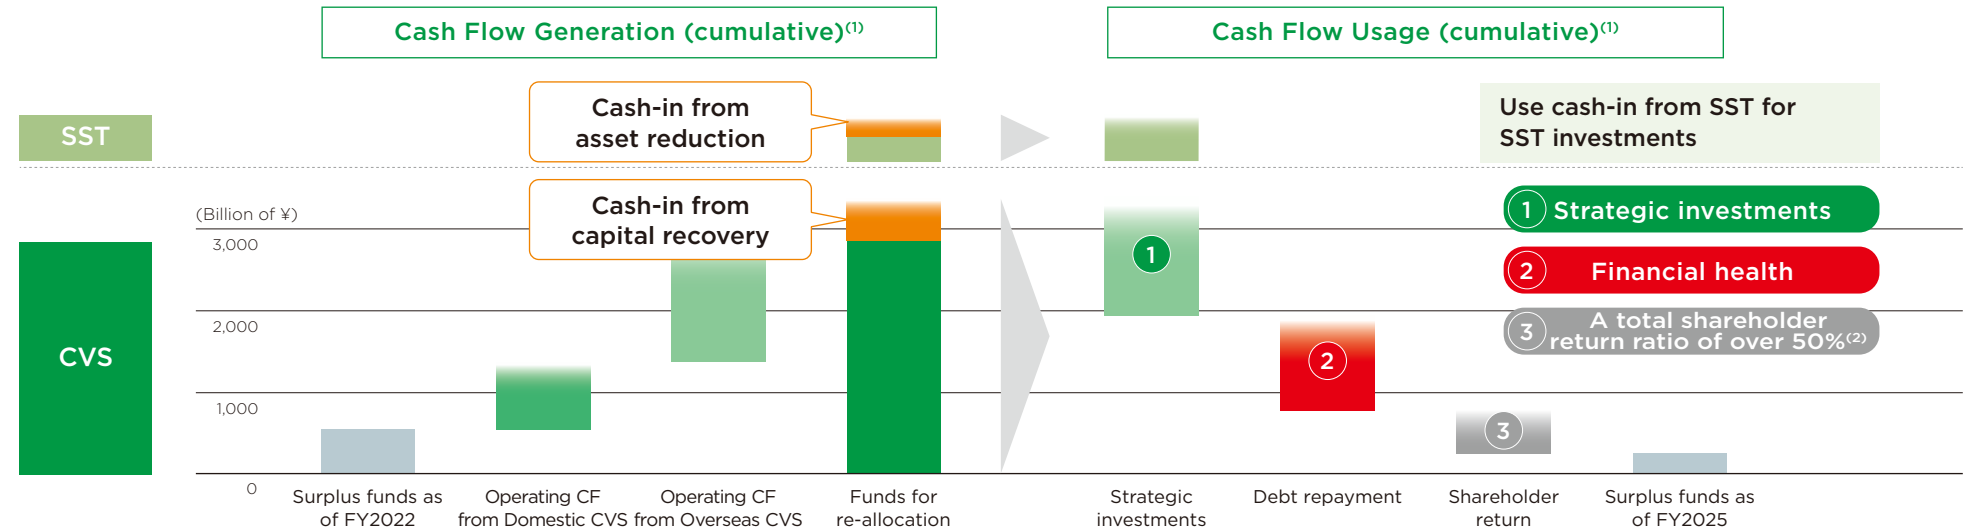 Cash Flow Generation (cumulative)(1)
Cash Flow Usage (cumulative)(1)
SST
Cash-in from
asset reduction
Use cash-in from SST for
SST investments
CVS
(Billion of ¥)
3,000
2,000
1,000
0
Cash-in from
capital recovery
1
2
3
1 Strategic investments
2 Financial health
3 A total shareholder
return ratio of over 50%(2)
Surplus funds as
of FY2022
Operating CF
from Domestic CVS
Operating CF
from Overseas CVS
Funds for
re-allocation
Strategic
investments
Debt repayment
Shareholder
return
Surplus funds as
of FY2025